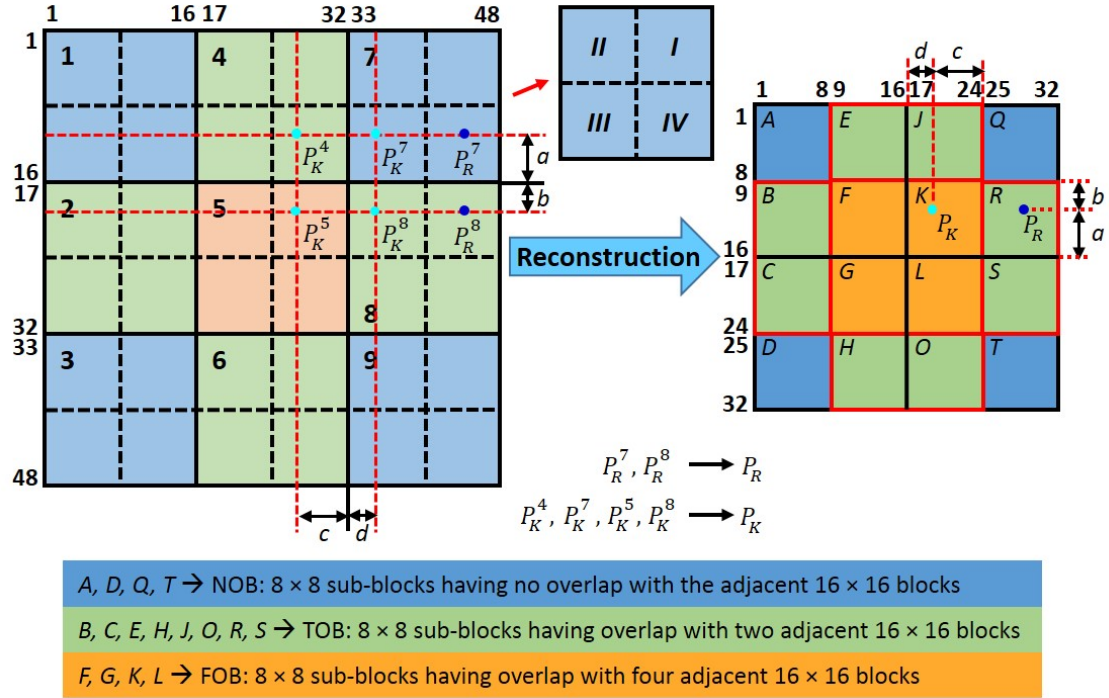 1 16 17 32 33 48
1
16
17
32
33
48
1 4 7
2 5 8
3 6 9
P_K^4 P_K^7 P_R^7
P_K^5 P_K^8 P_R^8
a
b
c d
II I
III IV
Reconstruction
d c
1 8 9 16 17 24 25 32
1
8
9
16
17
24
25
32
A E J Q
B F K R
P_K P_R
C G L S
D H O T
b
a
P_R^7, P_R^8 → P_R
P_K^4, P_K^7, P_K^5, P_K^8 → P_K
A, D, Q, T → NOB: 8 × 8 sub-blocks having no overlap with the adjacent 16 × 16 blocks
B, C, E, H, J, O, R, S → TOB: 8 × 8 sub-blocks having overlap with two adjacent 16 × 16 blocks
F, G, K, L → FOB: 8 × 8 sub-blocks having overlap with four adjacent 16 × 16 blocks